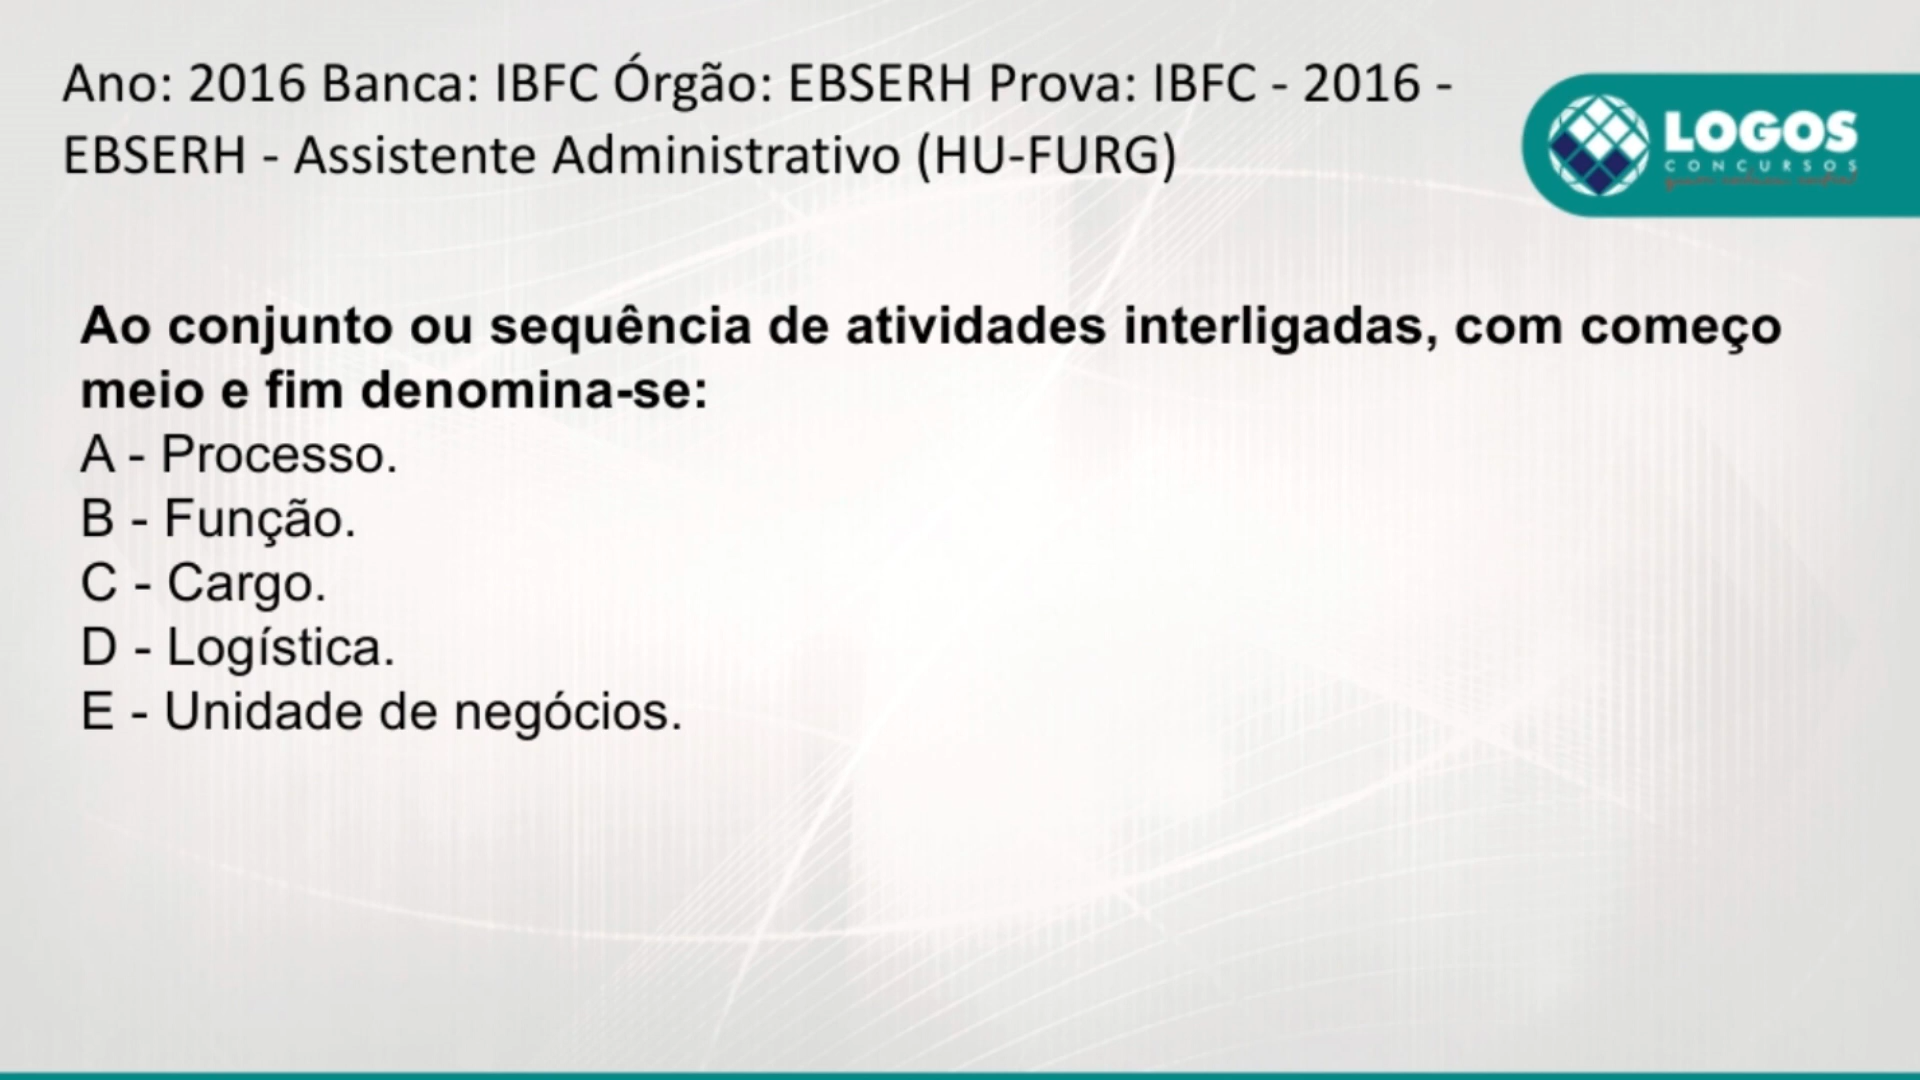 Ano: 2016 Banca: IBFC Órgão: EBSERH Prova: IBFC - 2016 -
EBSERH - Assistente Administrativo (HU-FURG)
LOGOS
CONCURSOS
Ao conjunto ou sequência de atividades interligadas, com começo
meio e fim denomina-se:
A - Processo.
B - Função.
C - Cargo.
D - Logística.
E - Unidade de negócios.